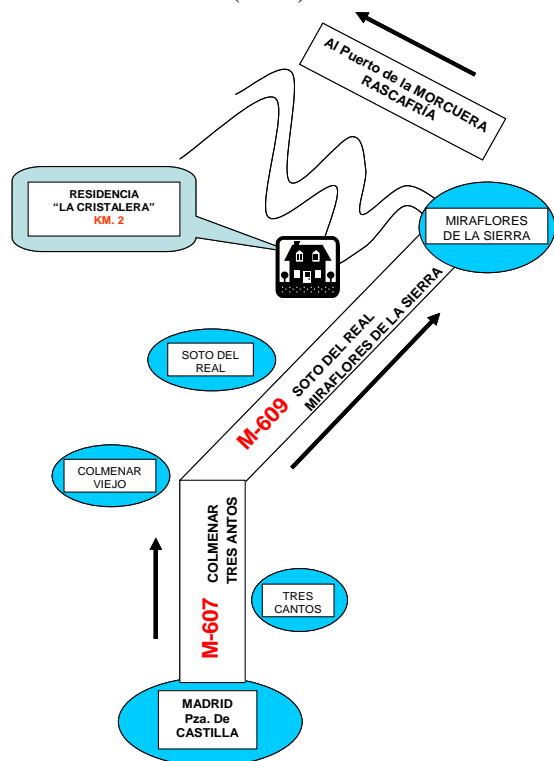 Al Puerto de la MORCUERA
RASCAFRÍA
RESIDENCIA
“LA CRISTALERA”
KM. 2
MIRAFLORES
DE LA SIERRA
SOTO DEL
REAL
M-609 SOTO DEL REAL
MIRAFLORES DE LA SIERRA
COLMENAR
VIEJO
M-607 COLMENAR
TRES ANTOS
TRES
CANTOS
MADRID
Pza. De
CASTILLA